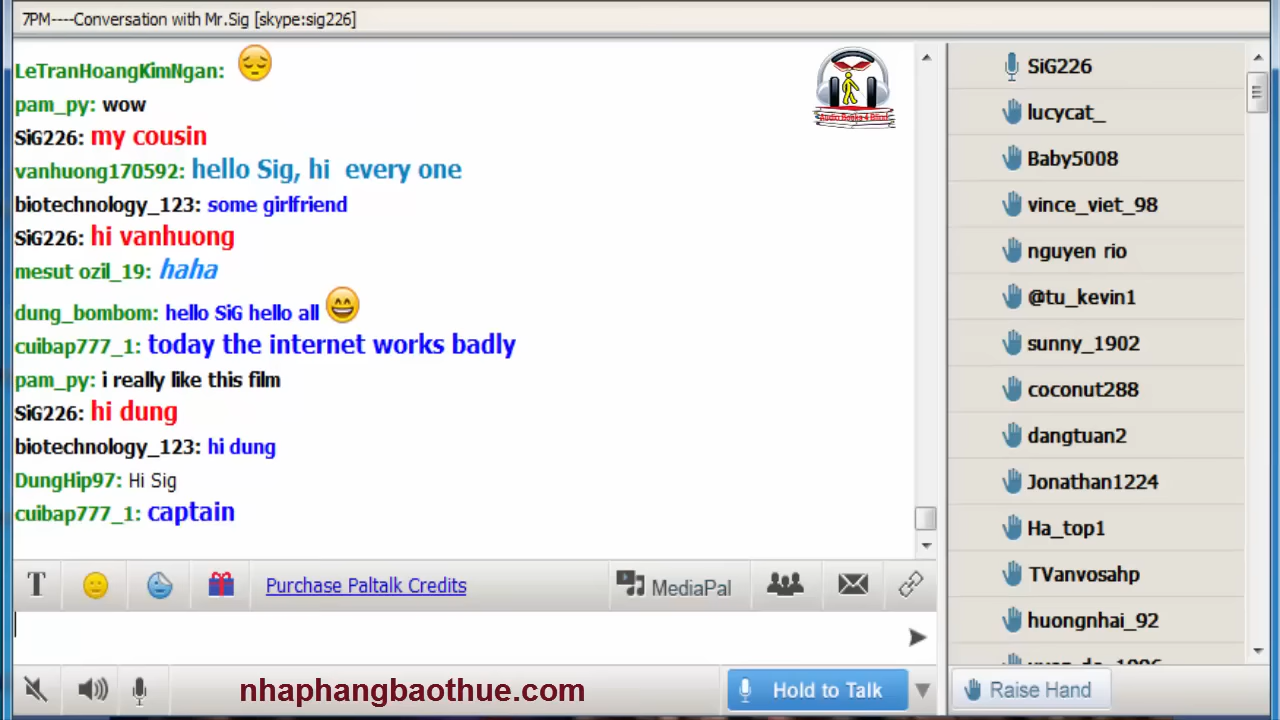 7PM----Conversation with Mr.Sig [skype:sig226]
LeTranHoangKimNgan:
pam_py: wow
SiG226: my cousin
vanhuong170592: hello Sig, hi every one
biotechnology_123: some girlfriend
SiG226: hi vanhuong
mesut ozil_19: haha
dung_bombom: hello SiG hello all
cuibap777_1: today the internet works badly
pam_py: i really like this film
SiG226: hi dung
biotechnology_123: hi dung
DungHip97: Hi Sig
cuibap777_1: captain
Audio Books 4 Blind
T
Purchase Paltalk Credits
MediaPal
nhaphangbaothue.com
Hold to Talk
SiG226
lucycat_
Baby5008
vince_viet_98
nguyen rio
@tu_kevin1
sunny_1902
coconut288
dangtuan2
Jonathan1224
Ha_top1
TVanvosahp
huongnhai_92
Raise Hand